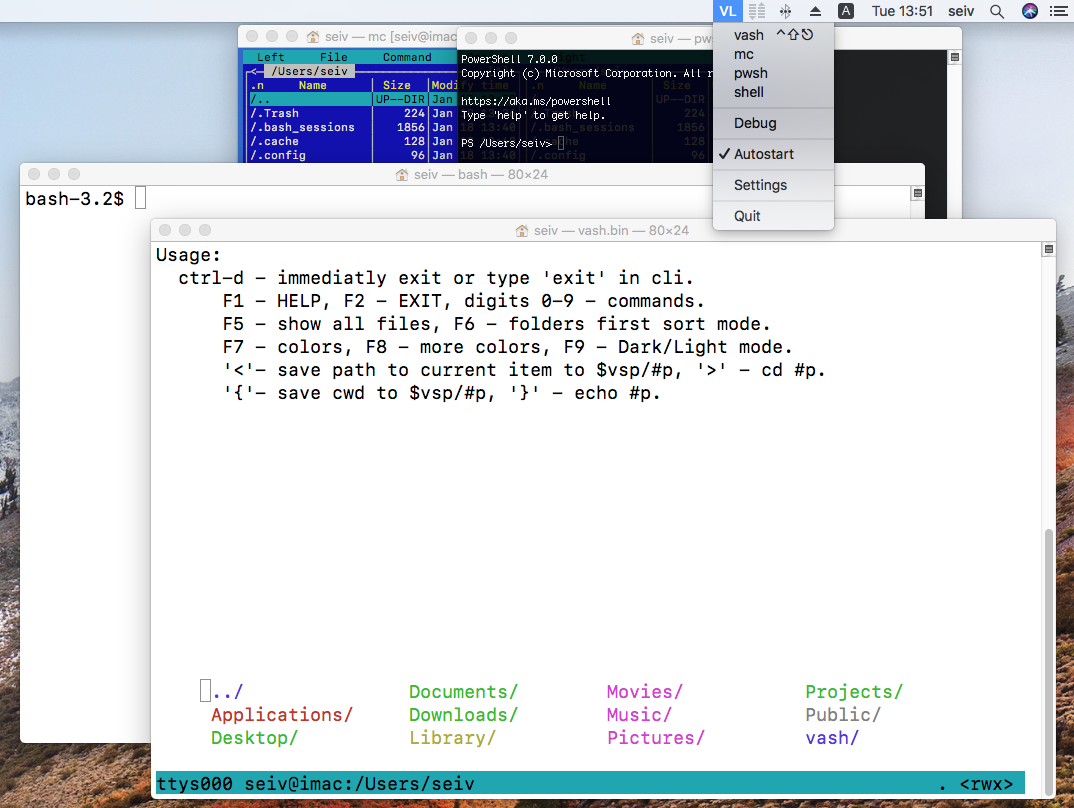 VL A Tue 13:51 seiv
vash ^⇧⎋
mc
pwsh
shell
Debug
✓ Autostart
Settings
Quit
seiv — mc [seiv@imac
Left File Command
<— /Users/seiv
.n Name Size Modi
/.. UP--DIR Jan
/.Trash 224 Jan
/.bash_sessions 1856 Jan
/.cache 128 Jan
/.config 96 Jan
seiv — pw
PowerShell 7.0.0
Copyright (c) Microsoft Corporation. All r
https://aka.ms/powershell
Type 'help' to get help.
PS /Users/seiv>
seiv — bash — 80×24
bash-3.2$
seiv — vash.bin — 80×24
Usage:
ctrl-d – immediatly exit or type 'exit' in cli.
F1 – HELP, F2 – EXIT, digits 0–9 – commands.
F5 – show all files, F6 – folders first sort mode.
F7 – colors, F8 – more colors, F9 – Dark/Light mode.
'<'– save path to current item to $vsp/#p, '>' – cd #p.
'{'– save cwd to $vsp/#p, '}' – echo #p.
../ Documents/ Movies/ Projects/
Applications/ Downloads/ Music/ Public/
Desktop/ Library/ Pictures/ vash/
ttys000 seiv@imac:/Users/seiv . <rwx>